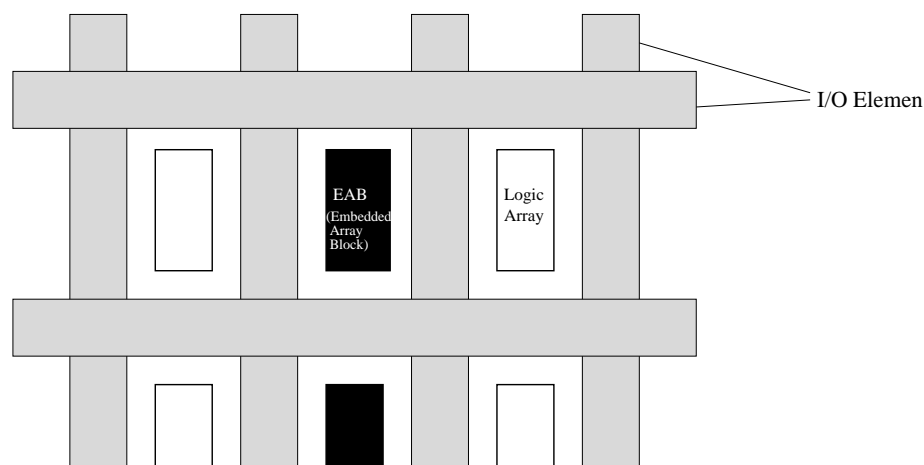 I/O Elemen
EAB
(Embedded
Array
Block)
Logic
Array